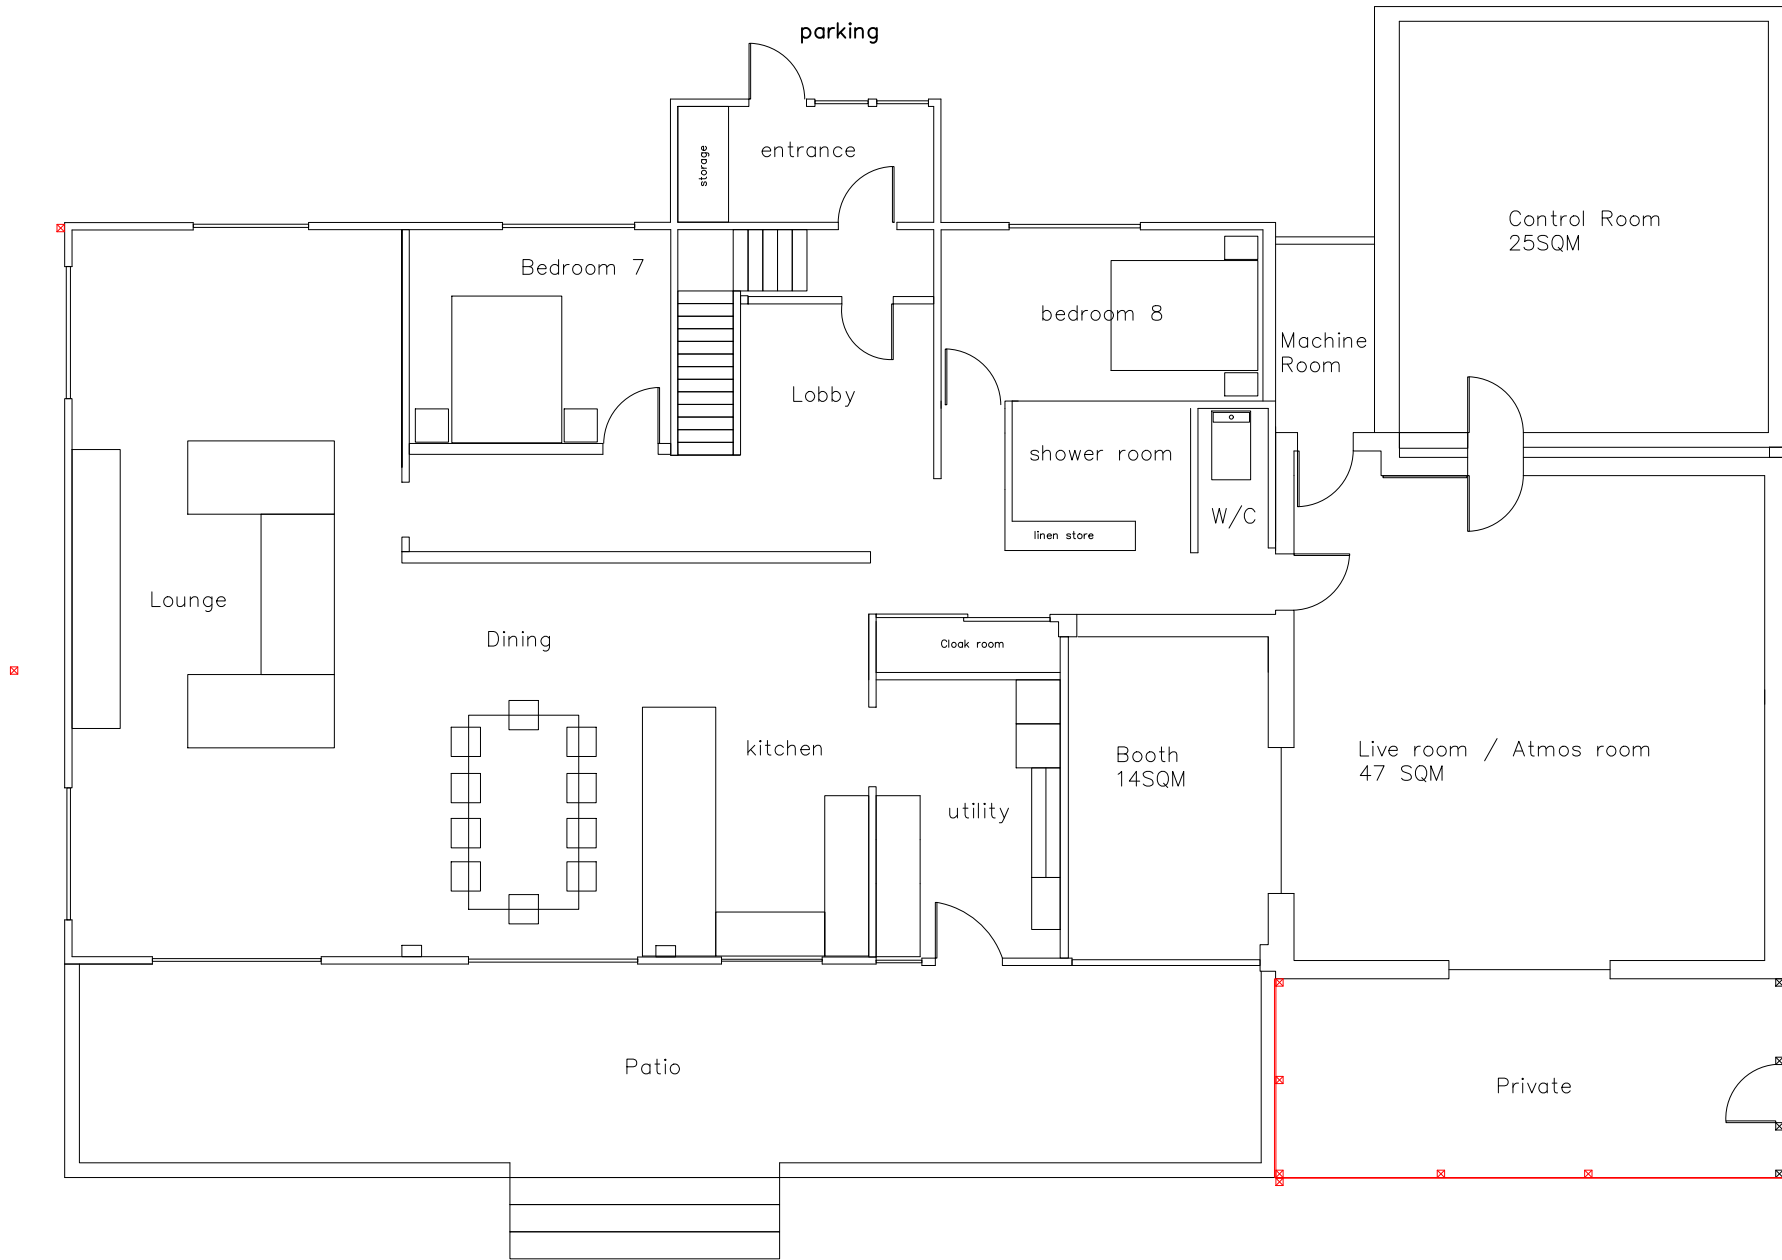 parking
storage
entrance
Control Room
25SQM
Bedroom 7
bedroom 8
Machine
Room
Lobby
shower room
W/C
linen store
Lounge
Dining
Cloak room
kitchen
Booth
14SQM
Live room / Atmos room
47 SQM
utility
Patio
Private